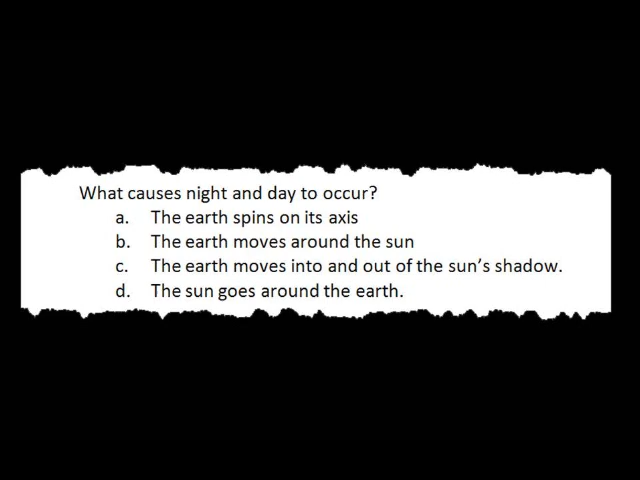 What causes night and day to occur?
a. The earth spins on its axis
b. The earth moves around the sun
c. The earth moves into and out of the sun's shadow.
d. The sun goes around the earth.